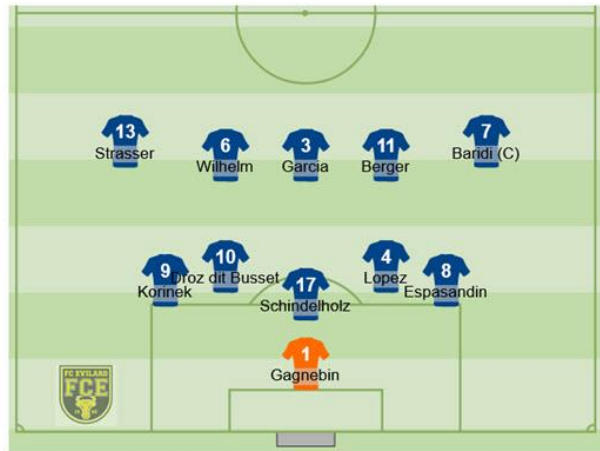 13
Strasser
6
Wilhelm
3
Garcia
11
Berger
7
Baridi (C)
9
Korinek
10
Droz dit Busset
17
Schindelholz
4
Lopez
8
Espasandin
1
Gagnebin
FC EVILARD
FCE